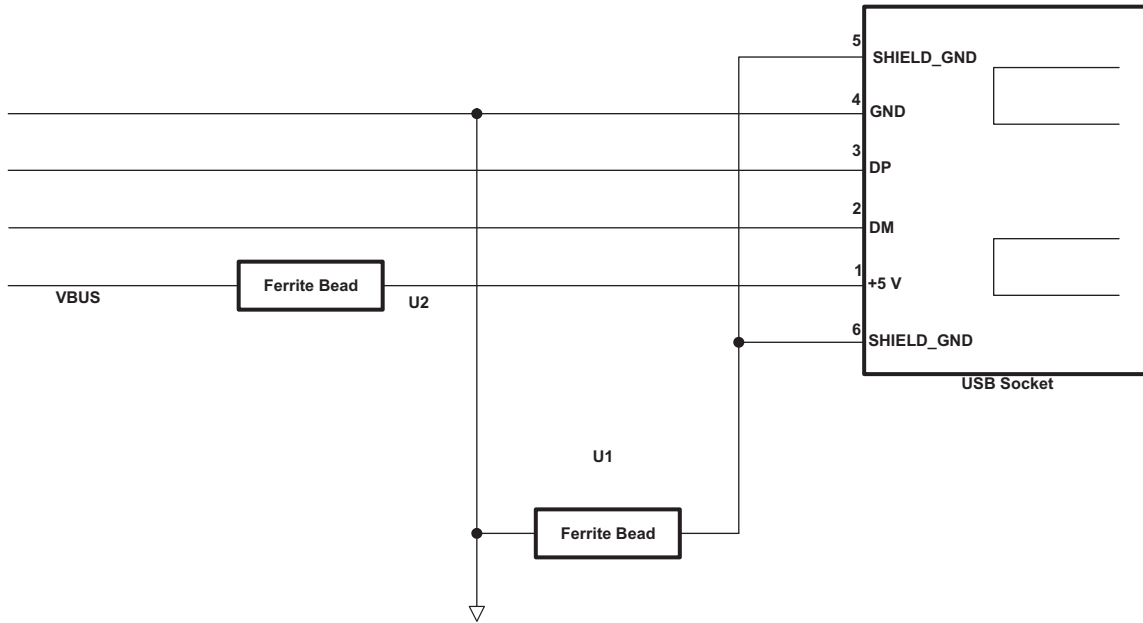 5
SHIELD_GND
4
GND
3
DP
2
DM
1
+5 V
Ferrite Bead
VBUS
U2
6
SHIELD_GND
USB Socket
U1
Ferrite Bead